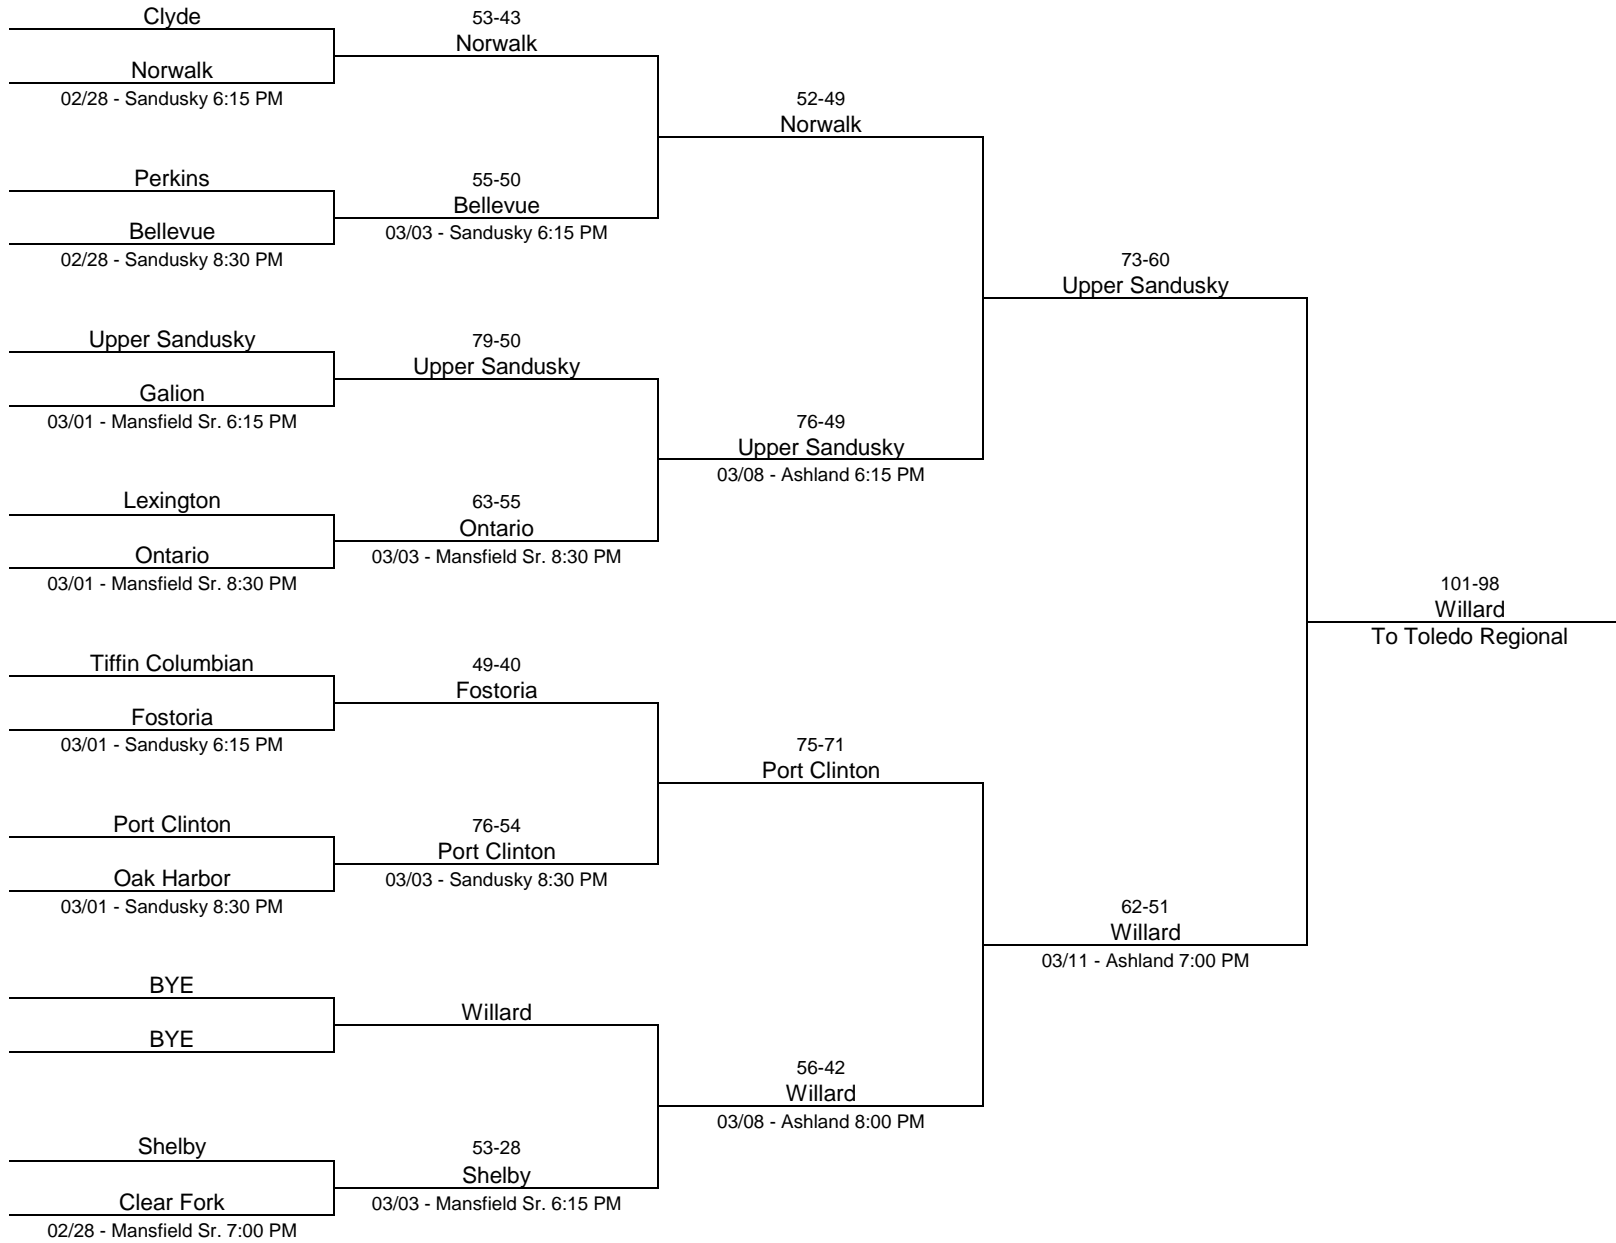 Clyde
Norwalk
02/28 - Sandusky 6:15 PM
Perkins
Bellevue
02/28 - Sandusky 8:30 PM
Upper Sandusky
Galion
03/01 - Mansfield Sr. 6:15 PM
Lexington
Ontario
03/01 - Mansfield Sr. 8:30 PM
Tiffin Columbian
Fostoria
03/01 - Sandusky 6:15 PM
Port Clinton
Oak Harbor
03/01 - Sandusky 8:30 PM
BYE
BYE
Shelby
Clear Fork
02/28 - Mansfield Sr. 7:00 PM
53-43
Norwalk
55-50
Bellevue
03/03 - Sandusky 6:15 PM
79-50
Upper Sandusky
63-55
Ontario
03/03 - Mansfield Sr. 8:30 PM
49-40
Fostoria
76-54
Port Clinton
03/03 - Sandusky 8:30 PM
Willard
53-28
Shelby
03/03 - Mansfield Sr. 6:15 PM
52-49
Norwalk
76-49
Upper Sandusky
03/08 - Ashland 6:15 PM
75-71
Port Clinton
56-42
Willard
03/08 - Ashland 8:00 PM
73-60
Upper Sandusky
62-51
Willard
03/11 - Ashland 7:00 PM
101-98
Willard
To Toledo Regional